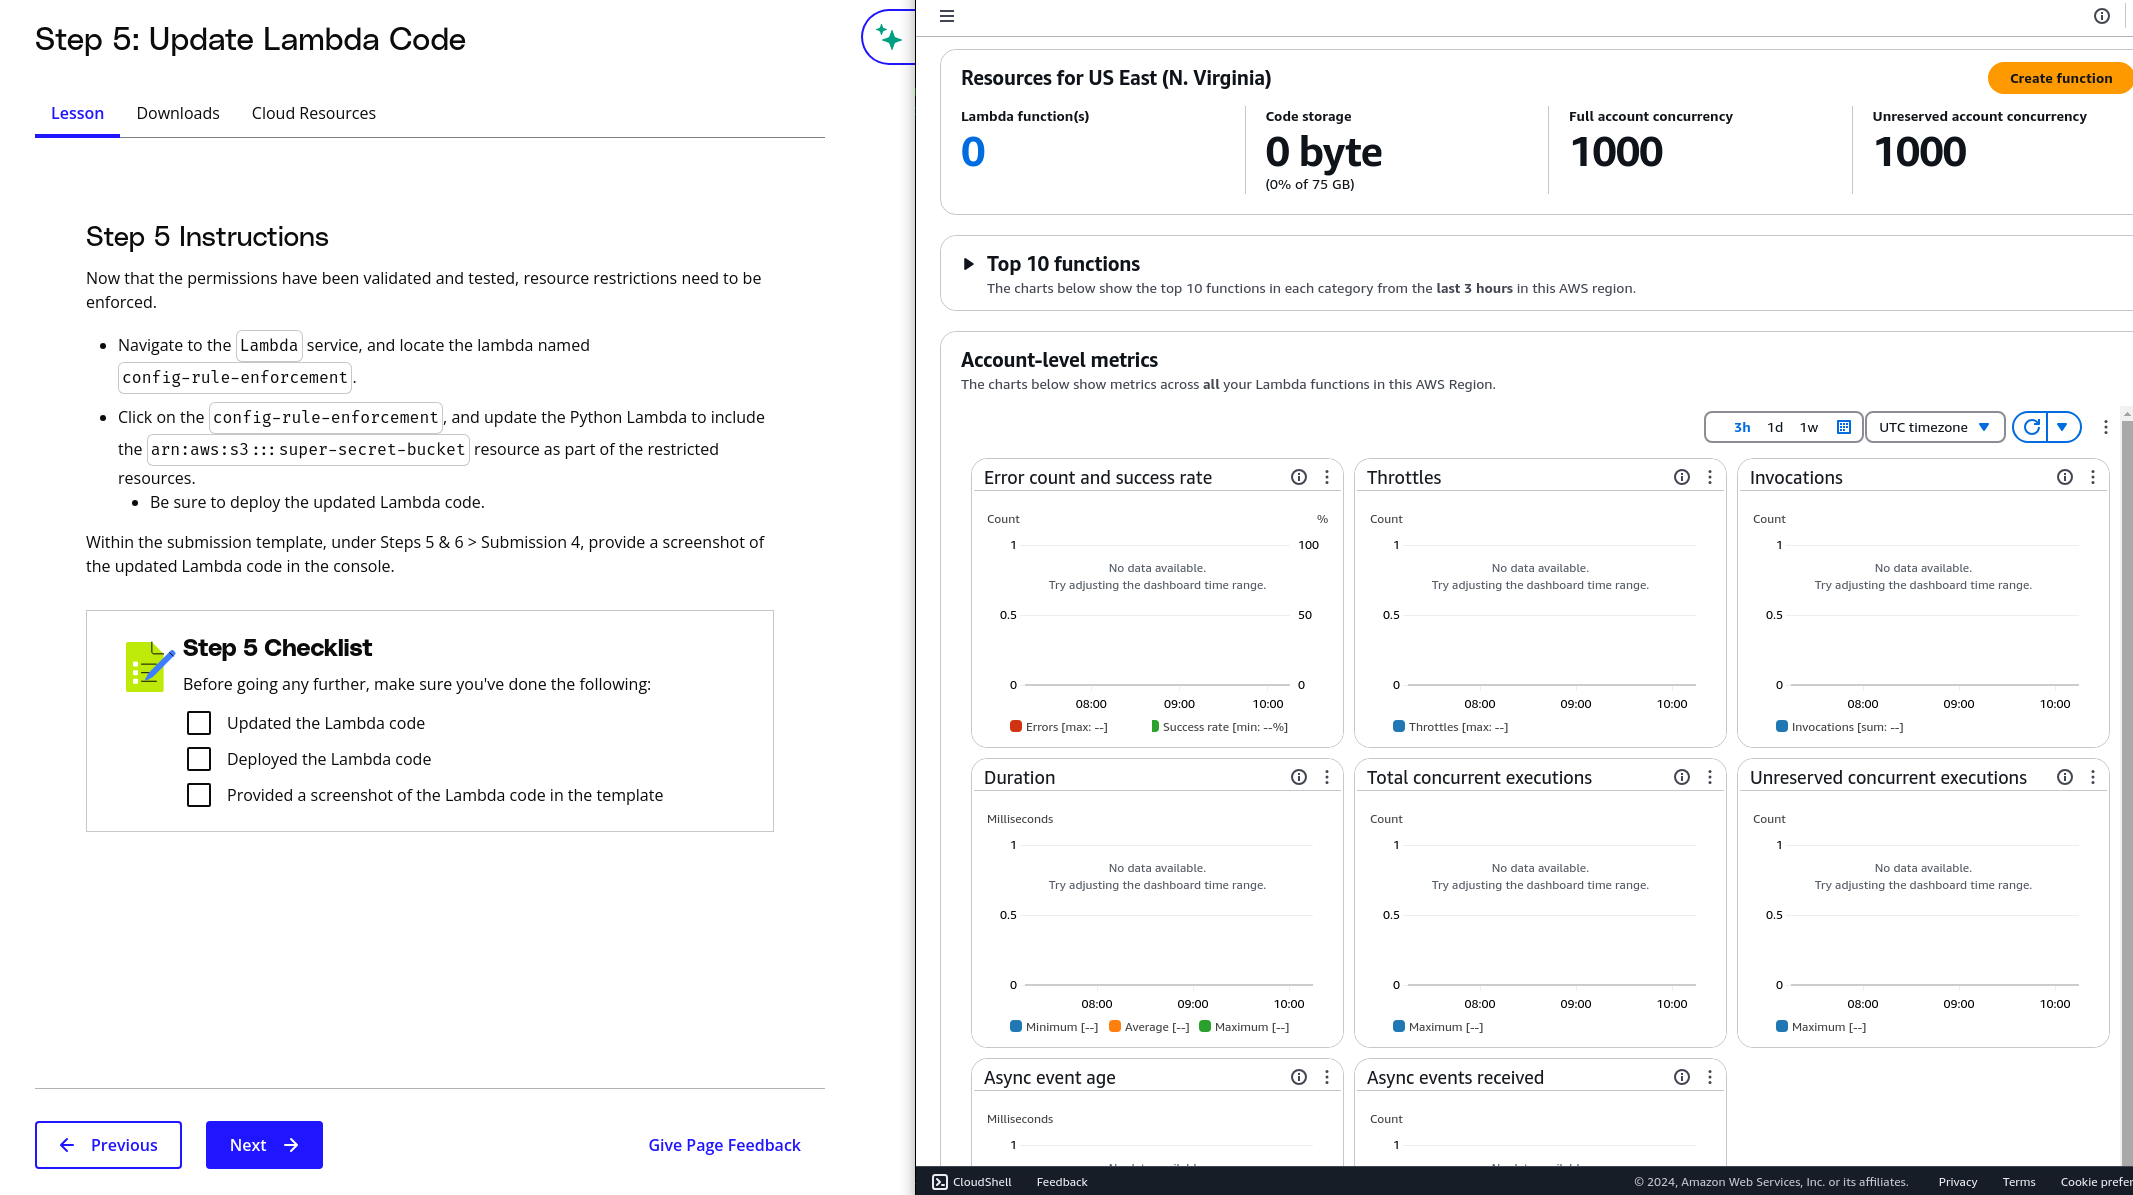 Step 5: Update Lambda Code
Lesson
Downloads
Cloud Resources
Step 5 Instructions
Now that the permissions have been validated and tested, resource restrictions need to be
enforced.
Navigate to the Lambda service, and locate the lambda named
config-rule-enforcement.
Click on the config-rule-enforcement, and update the Python Lambda to include
the arn:aws:s3:::super-secret-bucket resource as part of the restricted
resources.
Be sure to deploy the updated Lambda code.
Within the submission template, under Steps 5 & 6 > Submission 4, provide a screenshot of
the updated Lambda code in the console.
Step 5 Checklist
Before going any further, make sure you've done the following:
Updated the Lambda code
Deployed the Lambda code
Provided a screenshot of the Lambda code in the template
Previous
Next
Give Page Feedback
Resources for US East (N. Virginia)
Create function
Lambda function(s)
0
Code storage
0 byte
(0% of 75 GB)
Full account concurrency
1000
Unreserved account concurrency
1000
Top 10 functions
The charts below show the top 10 functions in each category from the last 3 hours in this AWS region.
Account-level metrics
The charts below show metrics across all your Lambda functions in this AWS Region.
3h 1d 1w
UTC timezone
Error count and success rate
Count %
1 100
No data available.
Try adjusting the dashboard time range.
0.5 50
0 0
08:00 09:00 10:00
Errors [max: --] Success rate [min: --%]
Throttles
Count
1
No data available.
Try adjusting the dashboard time range.
0.5
0
08:00 09:00 10:00
Throttles [max: --]
Invocations
Count
1
No data available.
Try adjusting the dashboard time range.
0.5
0
08:00 09:00 10:00
Invocations [sum: --]
Duration
Milliseconds
1
No data available.
Try adjusting the dashboard time range.
0.5
0
08:00 09:00 10:00
Minimum [--] Average [--] Maximum [--]
Total concurrent executions
Count
1
No data available.
Try adjusting the dashboard time range.
0.5
0
08:00 09:00 10:00
Maximum [--]
Unreserved concurrent executions
Count
1
No data available.
Try adjusting the dashboard time range.
0.5
0
08:00 09:00 10:00
Maximum [--]
Async event age
Milliseconds
1
Async events received
Count
1
CloudShell
Feedback
© 2024, Amazon Web Services, Inc. or its affiliates.
Privacy
Terms
Cookie prefer